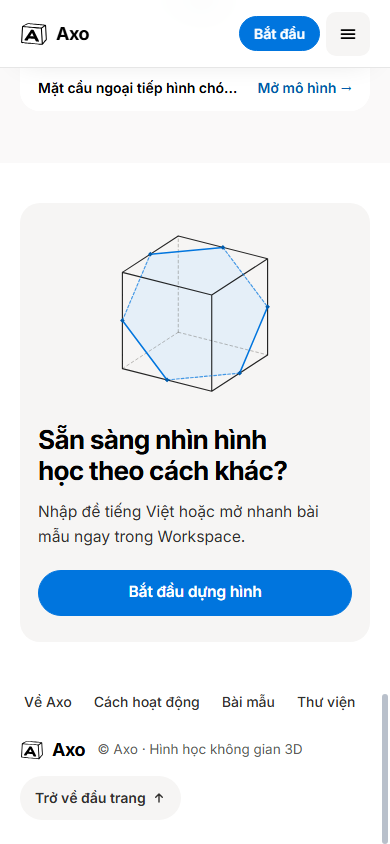 Axo
Bắt đầu
Mặt cầu ngoại tiếp hình chó...
Mở mô hình →
Sẵn sàng nhìn hình
học theo cách khác?
Nhập đề tiếng Việt hoặc mở nhanh bài
mẫu ngay trong Workspace.
Bắt đầu dựng hình
Về Axo
Cách hoạt động
Bài mẫu
Thư viện
Axo
© Axo · Hình học không gian 3D
Trở về đầu trang ↑